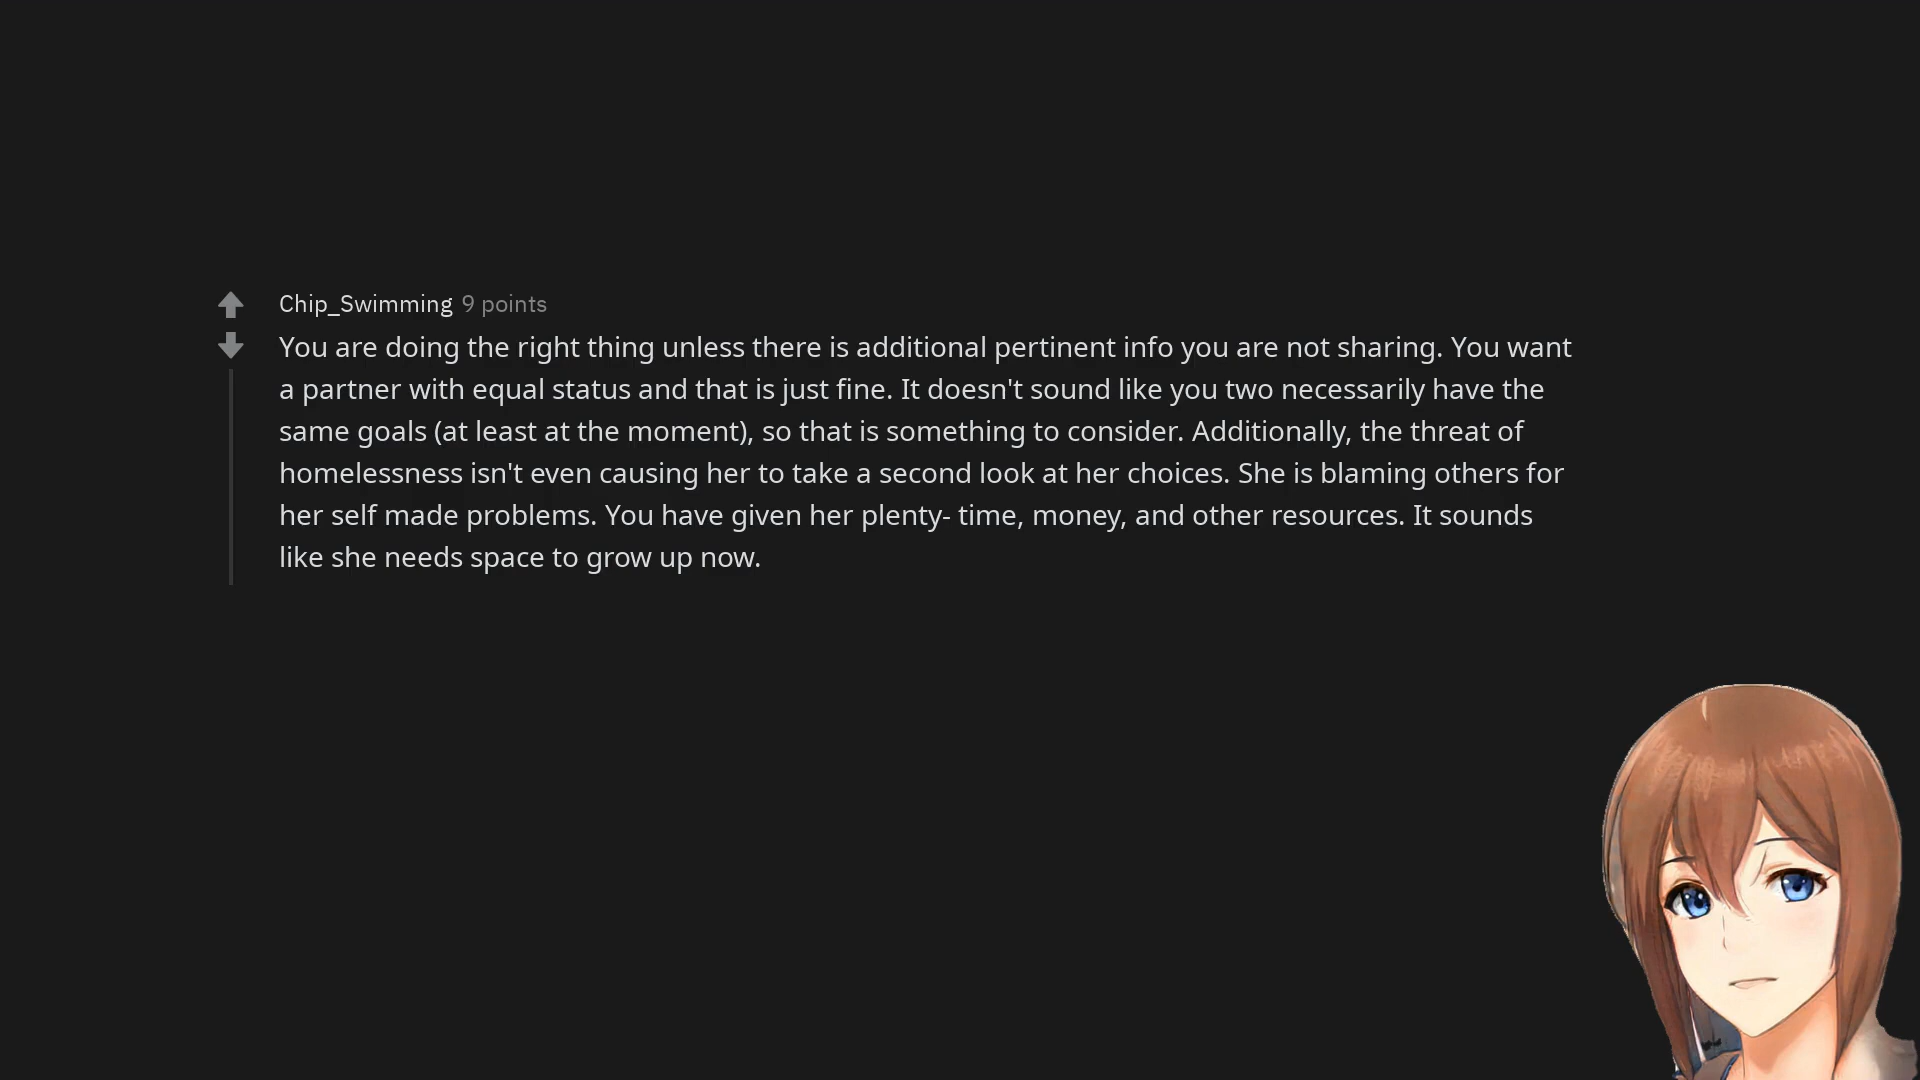 Chip_Swimming 9 points
You are doing the right thing unless there is additional pertinent info you are not sharing. You want
a partner with equal status and that is just fine. It doesn't sound like you two necessarily have the
same goals (at least at the moment), so that is something to consider. Additionally, the threat of
homelessness isn't even causing her to take a second look at her choices. She is blaming others for
her self made problems. You have given her plenty- time, money, and other resources. It sounds
like she needs space to grow up now.